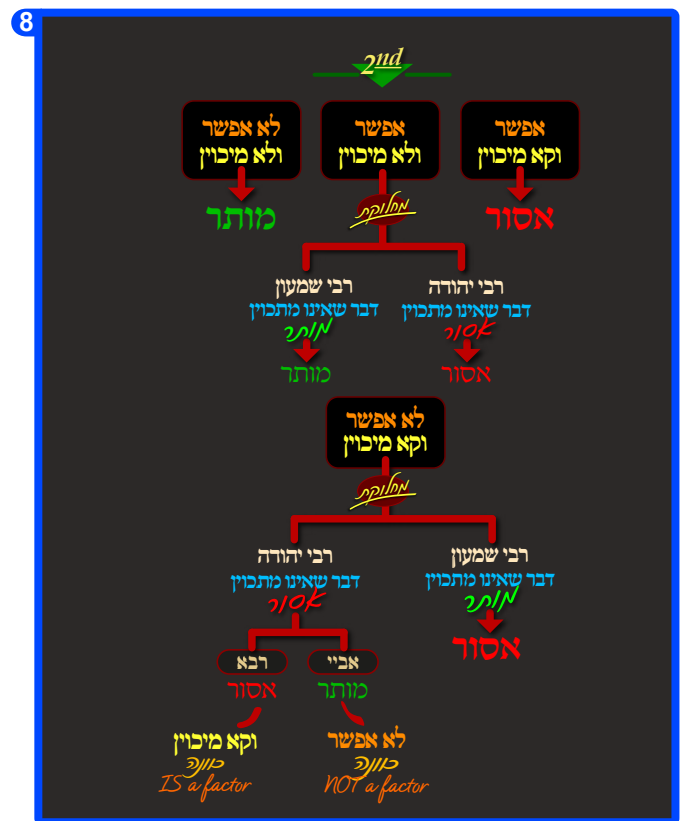 8
2nd
אפשר
וקא מיכוין
אסור
אפשר
ולא מיכוין
לא אפשר
ולא מיכוין
מותר
מחלוקת
רבי יהודה
דבר שאינו מתכוין
אסור
אסור
רבי שמעון
דבר שאינו מתכוין
מותר
מותר
לא אפשר
וקא מיכוין
מחלוקת
רבי שמעון
דבר שאינו מתכוין
מותר
אסור
רבי יהודה
דבר שאינו מתכוין
אסור
אביי
מותר
לא אפשר
כוונה
NOT a factor
רבא
אסור
וקא מיכוין
כוונה
IS a factor